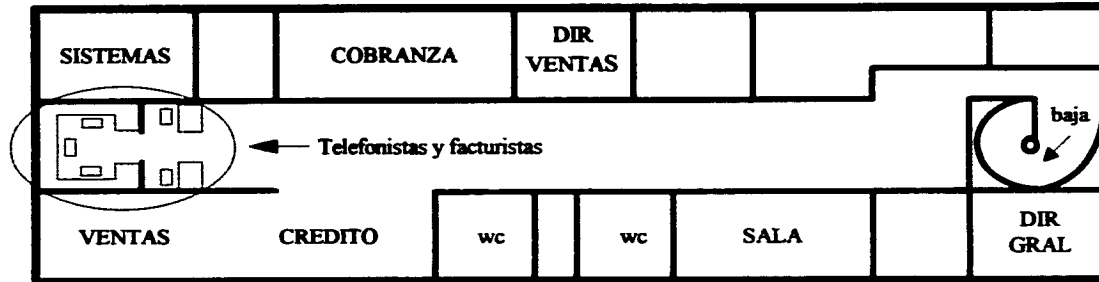 SISTEMAS
COBRANZA
DIR
VENTAS
baja
Telefonistas y facturistas
VENTAS
CREDITO
wc
wc
SALA
DIR
GRAL